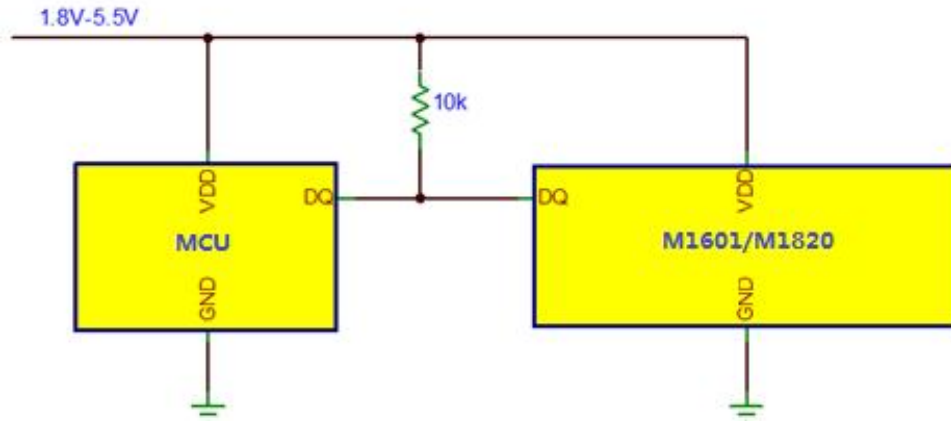 1.8V-5.5V
10k
VDD
DQ
MCU
GND
DQ
VDD
M1601/M1820
GND